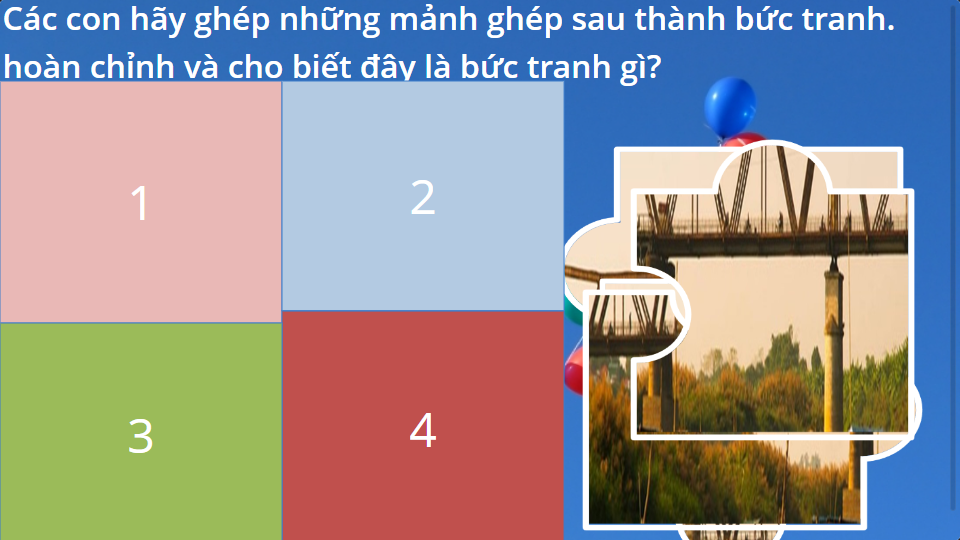 Các con hãy ghép những mảnh ghép sau thành bức tranh.
hoàn chỉnh và cho biết đây là bức tranh gì?
1
2
3
4